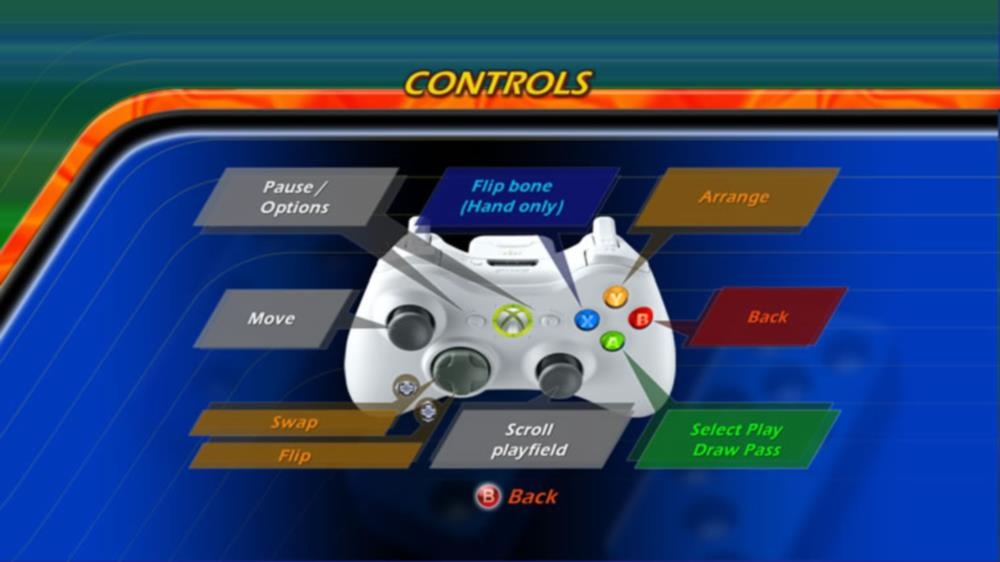 CONTROLS
Pause /
Options
Flip bone
(Hand only)
Arrange
Move
Y
X
B
A
Back
Swap
Flip
Scroll
playfield
Select Play
Draw Pass
B Back